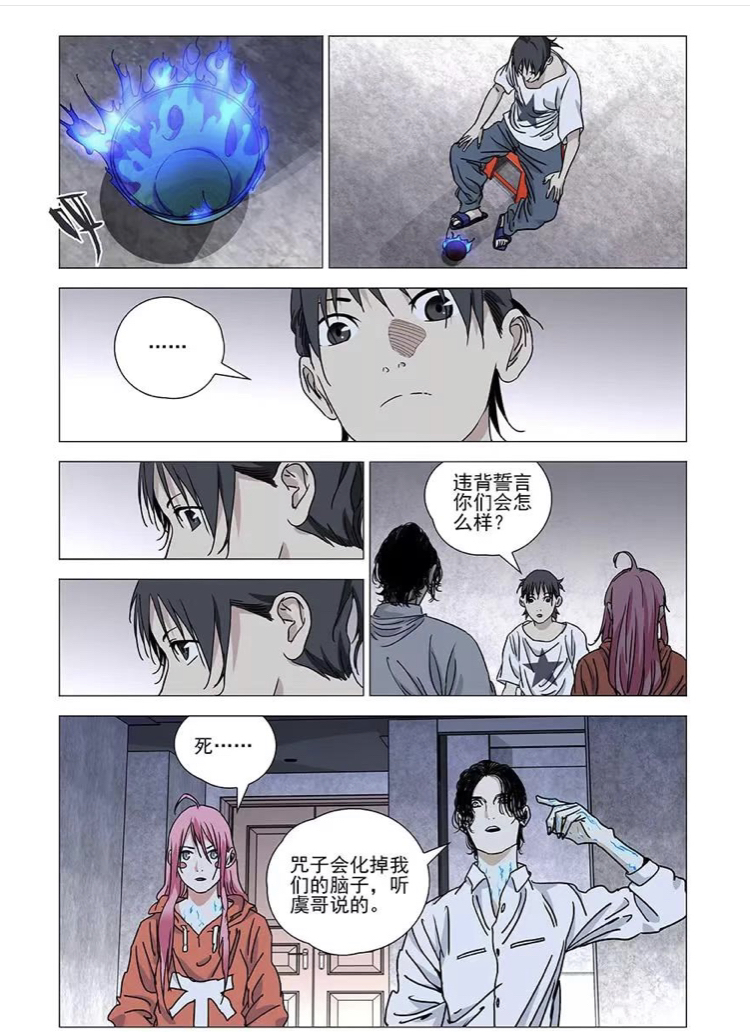 ……
违背誓言
你们会怎
么样？
死……
咒子会化掉我
们的脑子，听
虞哥说的。